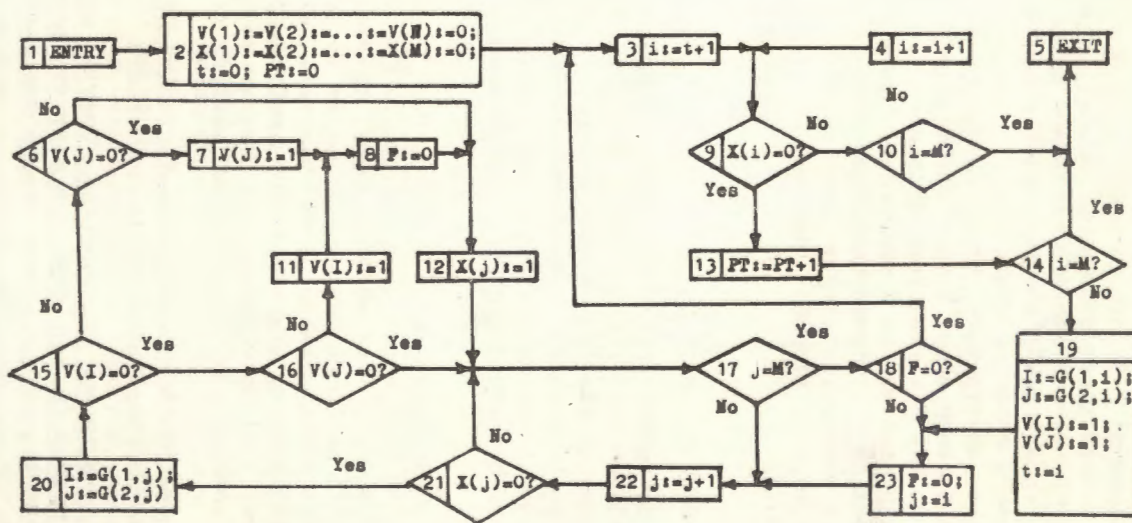 1 ENTRY
2 V(1):=V(2):=...:=V(N):=0;
X(1):=X(2):=...:=X(M):=0;
t:=0; PT:=0
3 i:=t+1
4 i:=i+1
5 EXIT
No
Yes
6 V(J)=0?
7 V(J):=1
8 F:=0
No
9 X(i)=0?
No
10 i=M?
Yes
Yes
Yes
11 V(I):=1
12 X(j):=1
13 PT:=PT+1
14 i=M?
No
No
Yes
No
Yes
Yes
Yes
15 V(I)=0?
16 V(J)=0?
17 j=M?
18 F=0?
19
I:=G(1,i);
J:=G(2,i);
V(I):=1;
V(J):=1;
t:=i
No
No
No
Yes
20 I:=G(1,j);
J:=G(2,j)
21 X(j)=0?
22 j:=j+1
23 F:=0;
j:=i